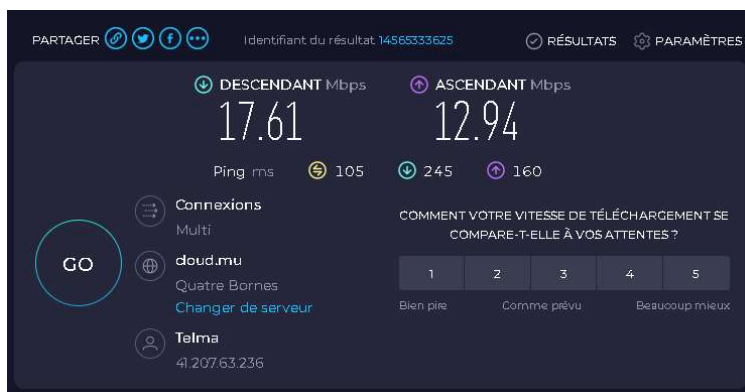 PARTAGER Identifiant du résultat 14565333625 RÉSULTATS PARAMÈTRES
DESCENDANT Mbps ASCENDANT Mbps
17.61 12.94
Ping ms 105 245 160
Connexions
Multi
cloud.mu
Quatre Bornes
Changer de serveur
Telma
41.207.63.236
GO
COMMENT VOTRE VITESSE DE TÉLÉCHARGEMENT SE
COMPARE-T-ELLE À VOS ATTENTES ?
1 2 3 4 5
Bien pire Comme prévu Beaucoup mieux